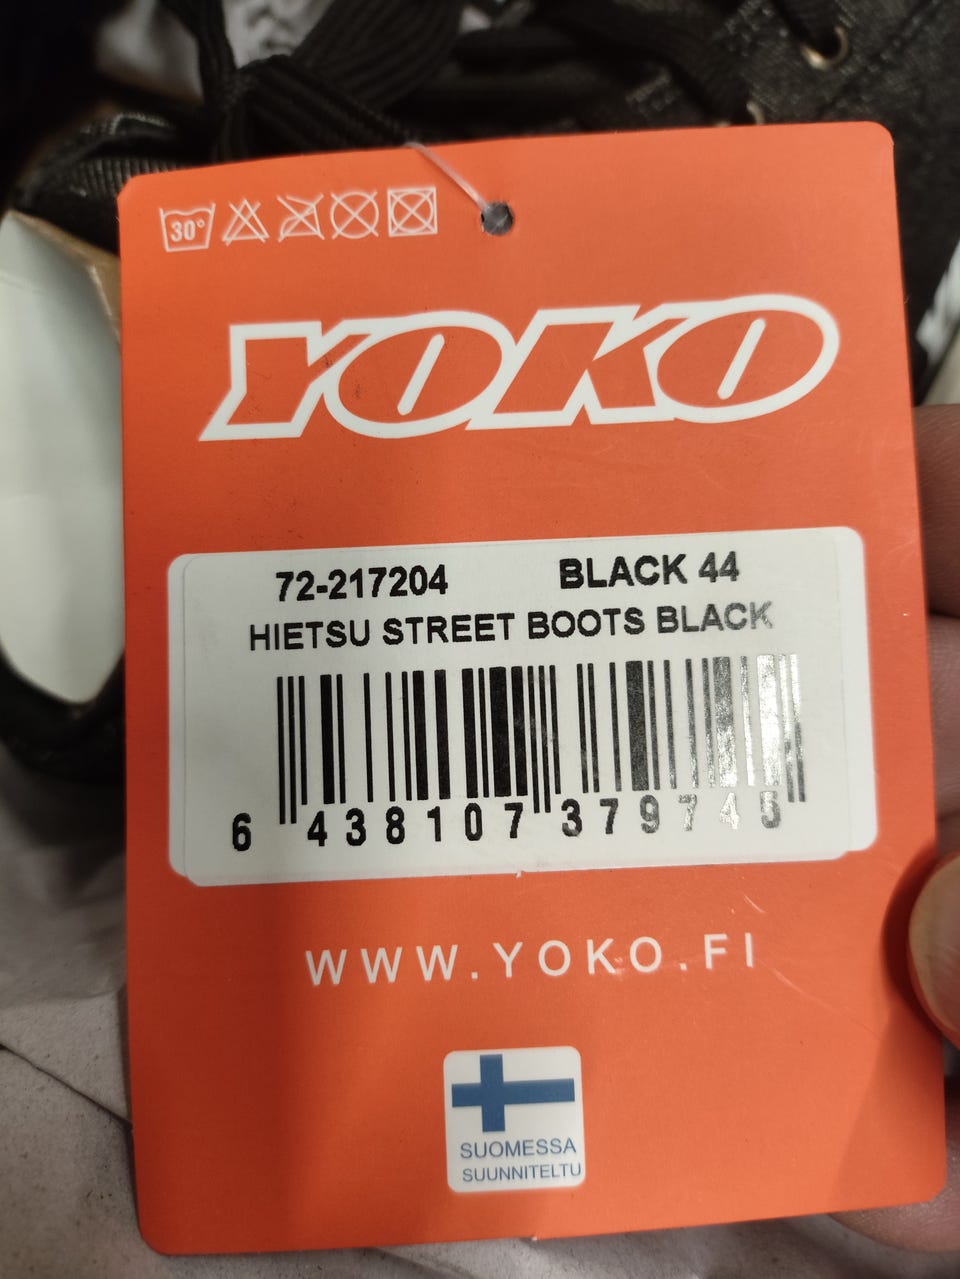 30°
YOKO
72-217204 BLACK 44
HIETSU STREET BOOTS BLACK
6 438107 379745
WWW.YOKO.FI
SUOMESSA
SUUNNITELTU